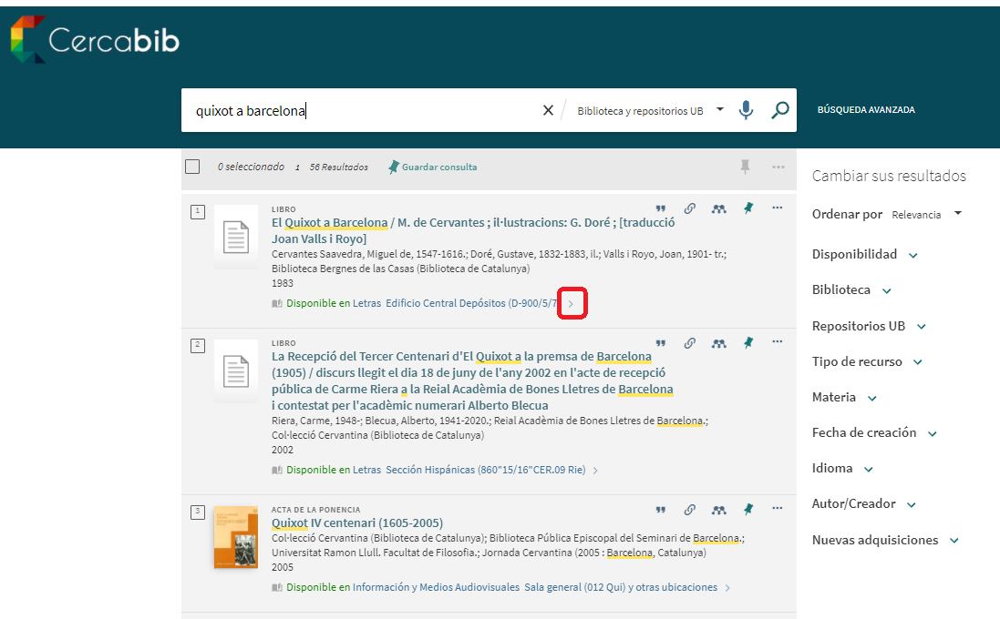 Cercabib
quixot a barcelona
Biblioteca y repositorios UB
BÚSQUEDA AVANZADA
0 seleccionado 1 56 Resultados Guardar consulta
1
LIBRO
El Quixot a Barcelona / M. de Cervantes ; il·lustracions: G. Doré ; [traducció
Joan Valls i Royo]
Cervantes Saavedra, Miguel de, 1547-1616.; Doré, Gustave, 1832-1883, il.; Valls i Royo, Joan, 1901- tr.;
Biblioteca Bergnes de las Casas (Biblioteca de Catalunya)
1983
Disponible en Letras Edificio Central Depósitos (D-900/5/7
2
LIBRO
La Recepció del Tercer Centenari d'El Quixot a la premsa de Barcelona
(1905) / discurs llegit el dia 18 de juny de l'any 2002 en l'acte de recepció
pública de Carme Riera a la Reial Acadèmia de Bones Lletres de Barcelona
i contestat per l'acadèmic numerari Alberto Blecua
Riera, Carme, 1948-; Blecua, Alberto, 1941-2020.; Reial Acadèmia de Bones Lletres de Barcelona.;
Col·lecció Cervantina (Biblioteca de Catalunya)
2002
Disponible en Letras Sección Hispánicas (860"15/16"CER.09 Rie)
3
ACTA DE LA PONENCIA
Quixot IV centenari (1605-2005)
Col·lecció Cervantina (Biblioteca de Catalunya); Biblioteca Pública Episcopal del Seminari de Barcelona.;
Universitat Ramon Llull. Facultat de Filosofia.; Jornada Cervantina (2005 : Barcelona, Catalunya)
2005
Disponible en Información y Medios Audiovisuales Sala general (012 Qui) y otras ubicaciones
Cambiar sus resultados
Ordenar por Relevancia
Disponibilidad
Biblioteca
Repositorios UB
Tipo de recurso
Materia
Fecha de creación
Idioma
Autor/Creador
Nuevas adquisiciones